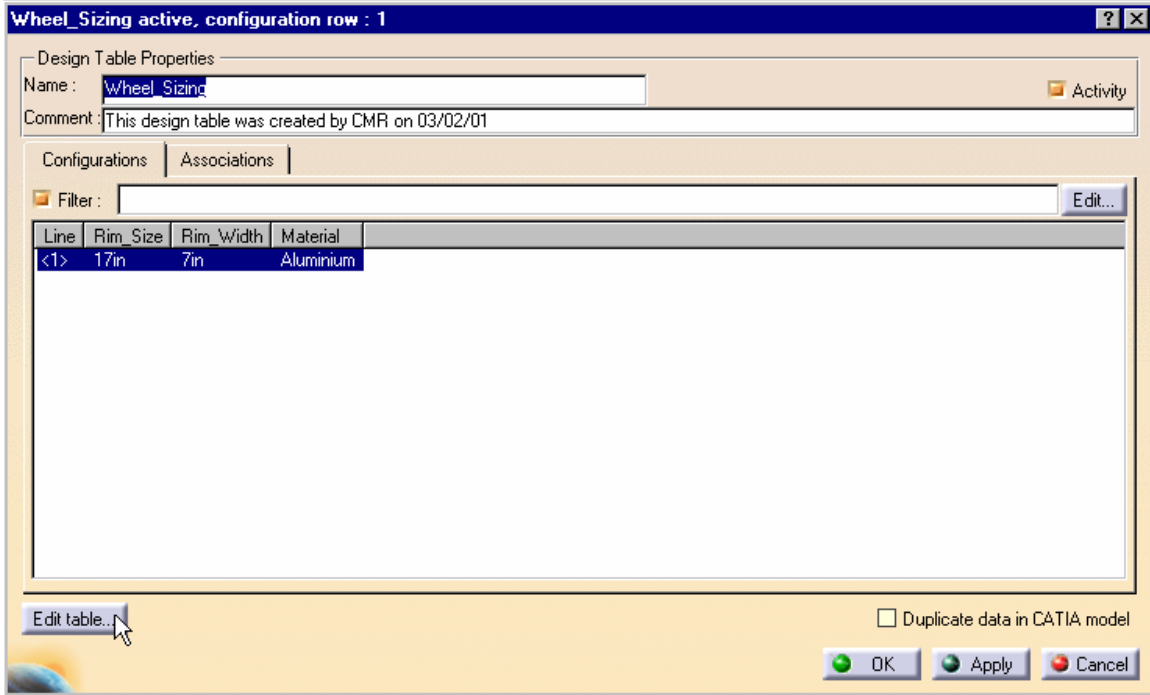 Wheel_Sizing active, configuration row : 1
Design Table Properties
Name : Wheel_Sizing
Activity
Comment : This design table was created by CMR on 03/02/01
Configurations Associations
Filter : Edit...
Line Rim_Size Rim_Width Material
<1> 17in 7in Aluminium
Edit table...
Duplicate data in CATIA model
OK Apply Cancel